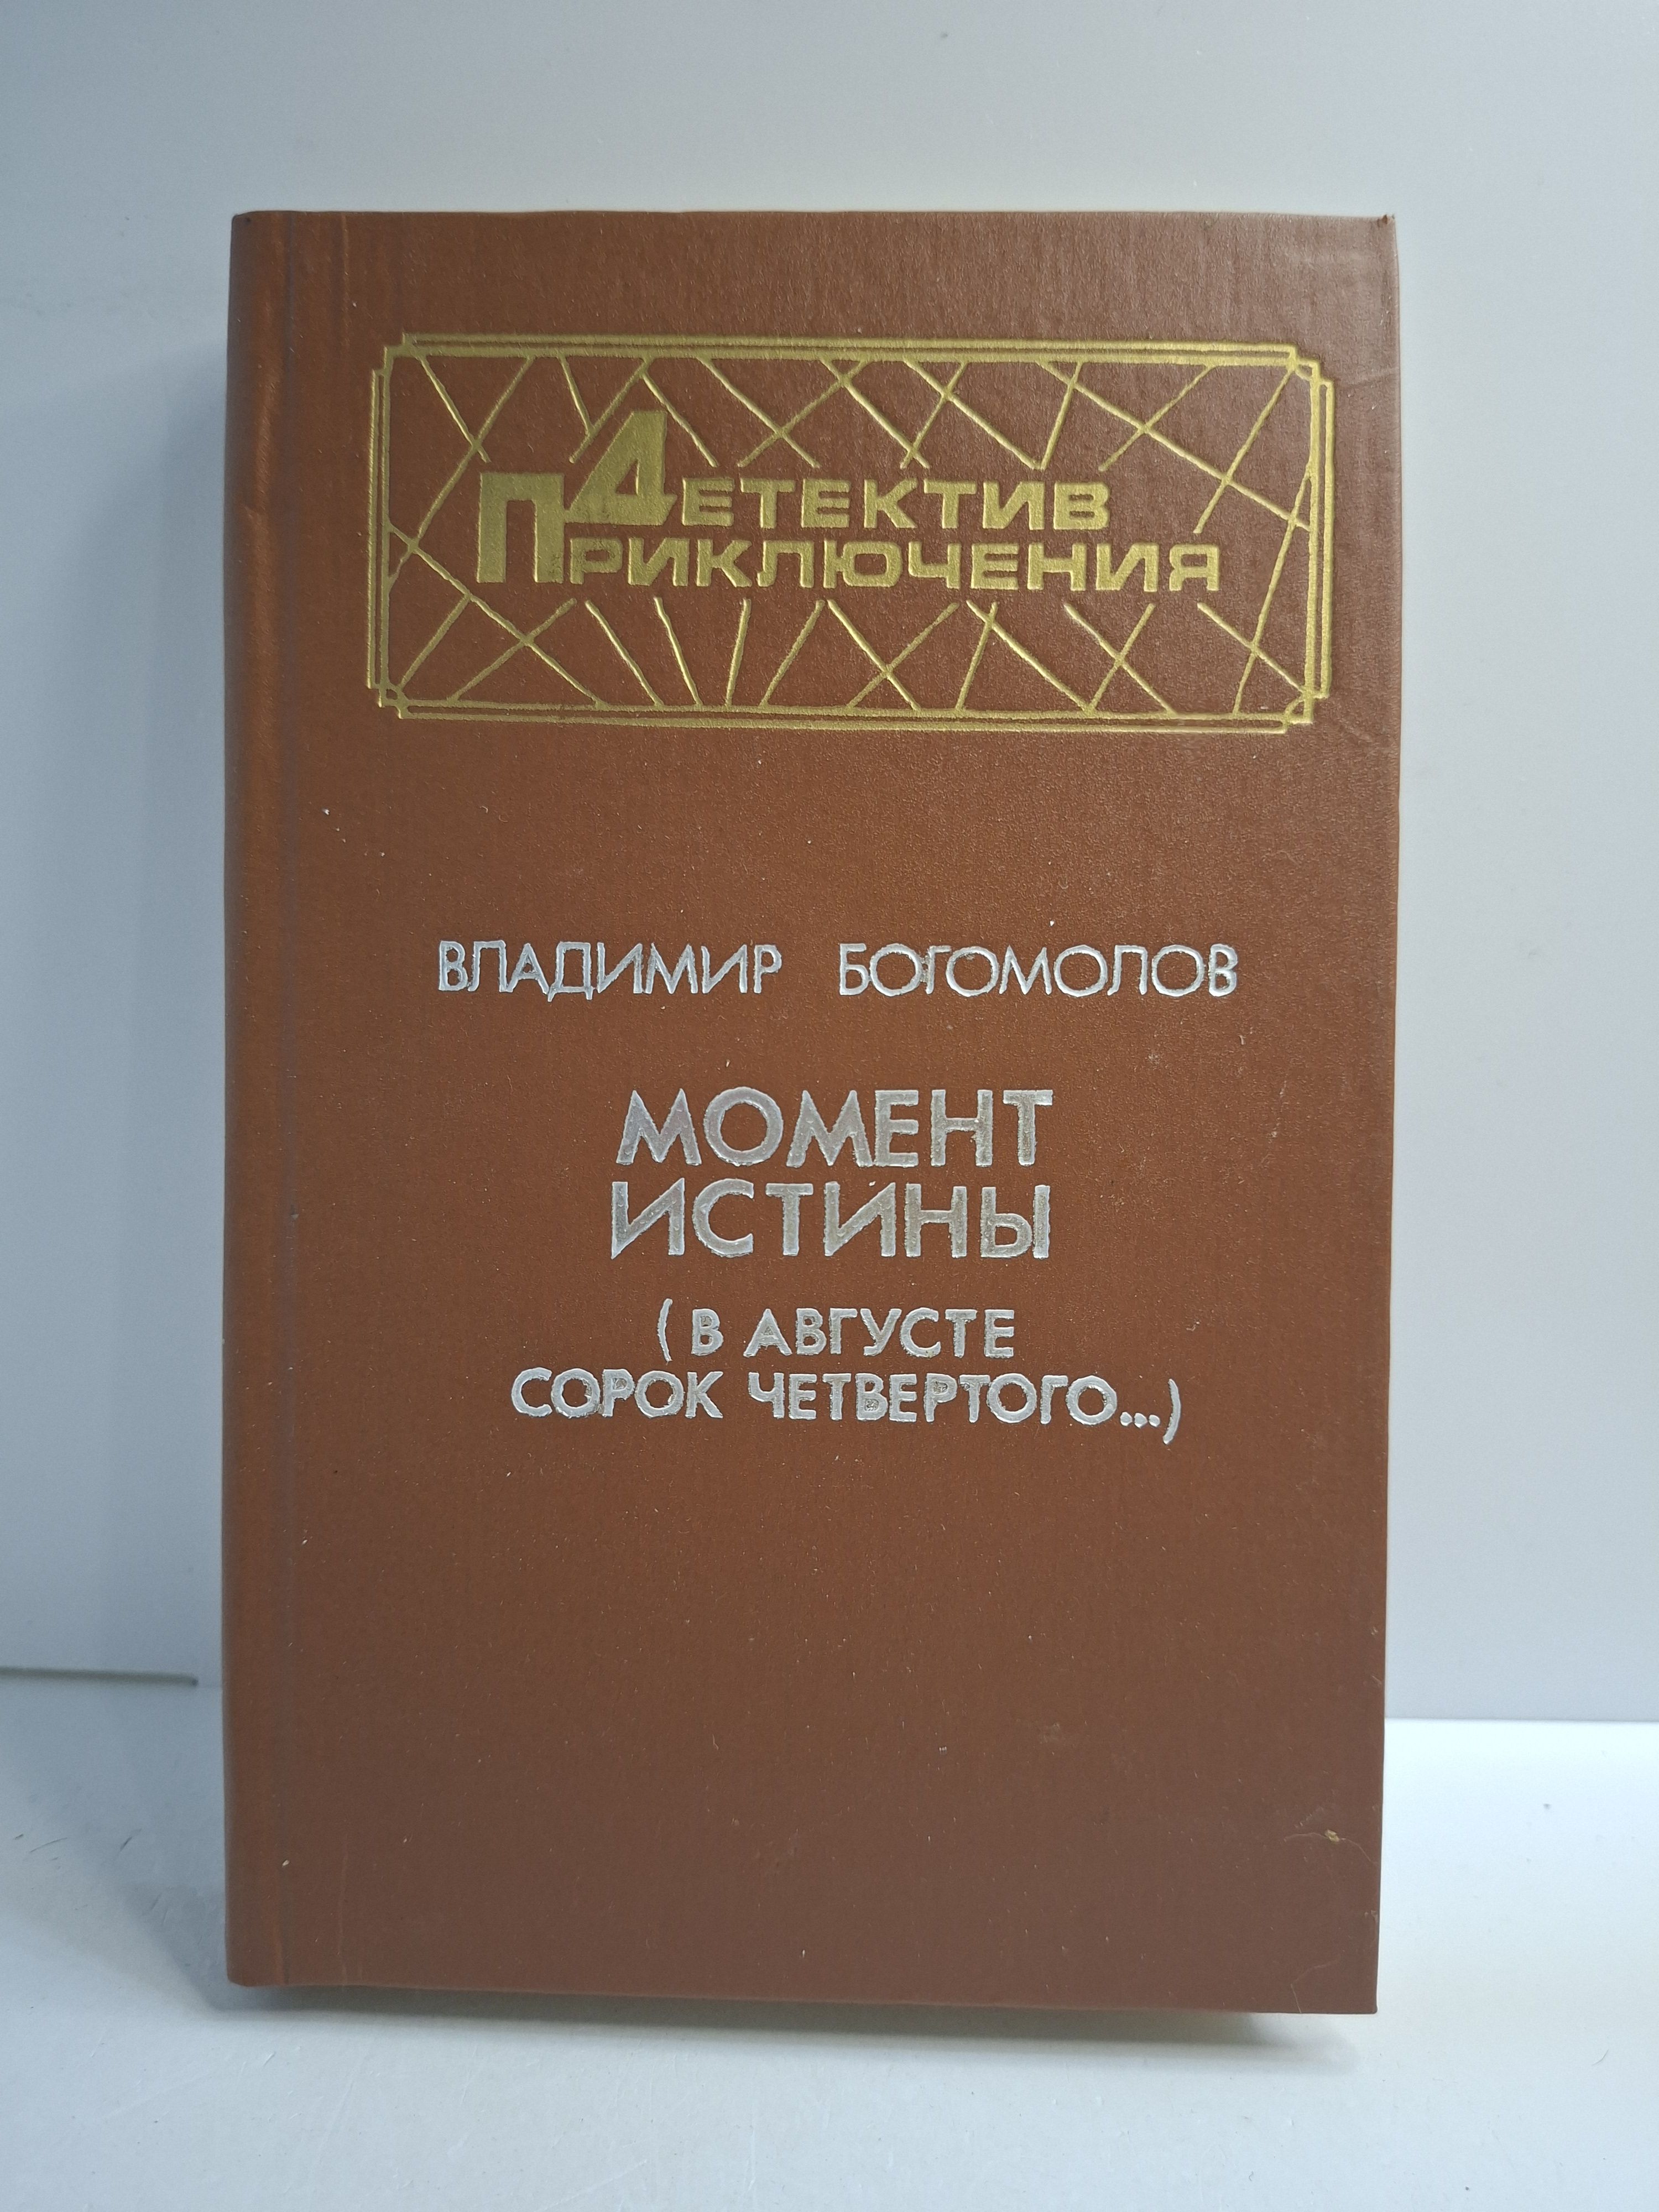 Детектив
Приключения
ВЛАДИМИР БОГОМОЛОВ
МОМЕНТ
ИСТИНЫ
( В АВГУСТЕ
СОРОК ЧЕТВЕРТОГО...)